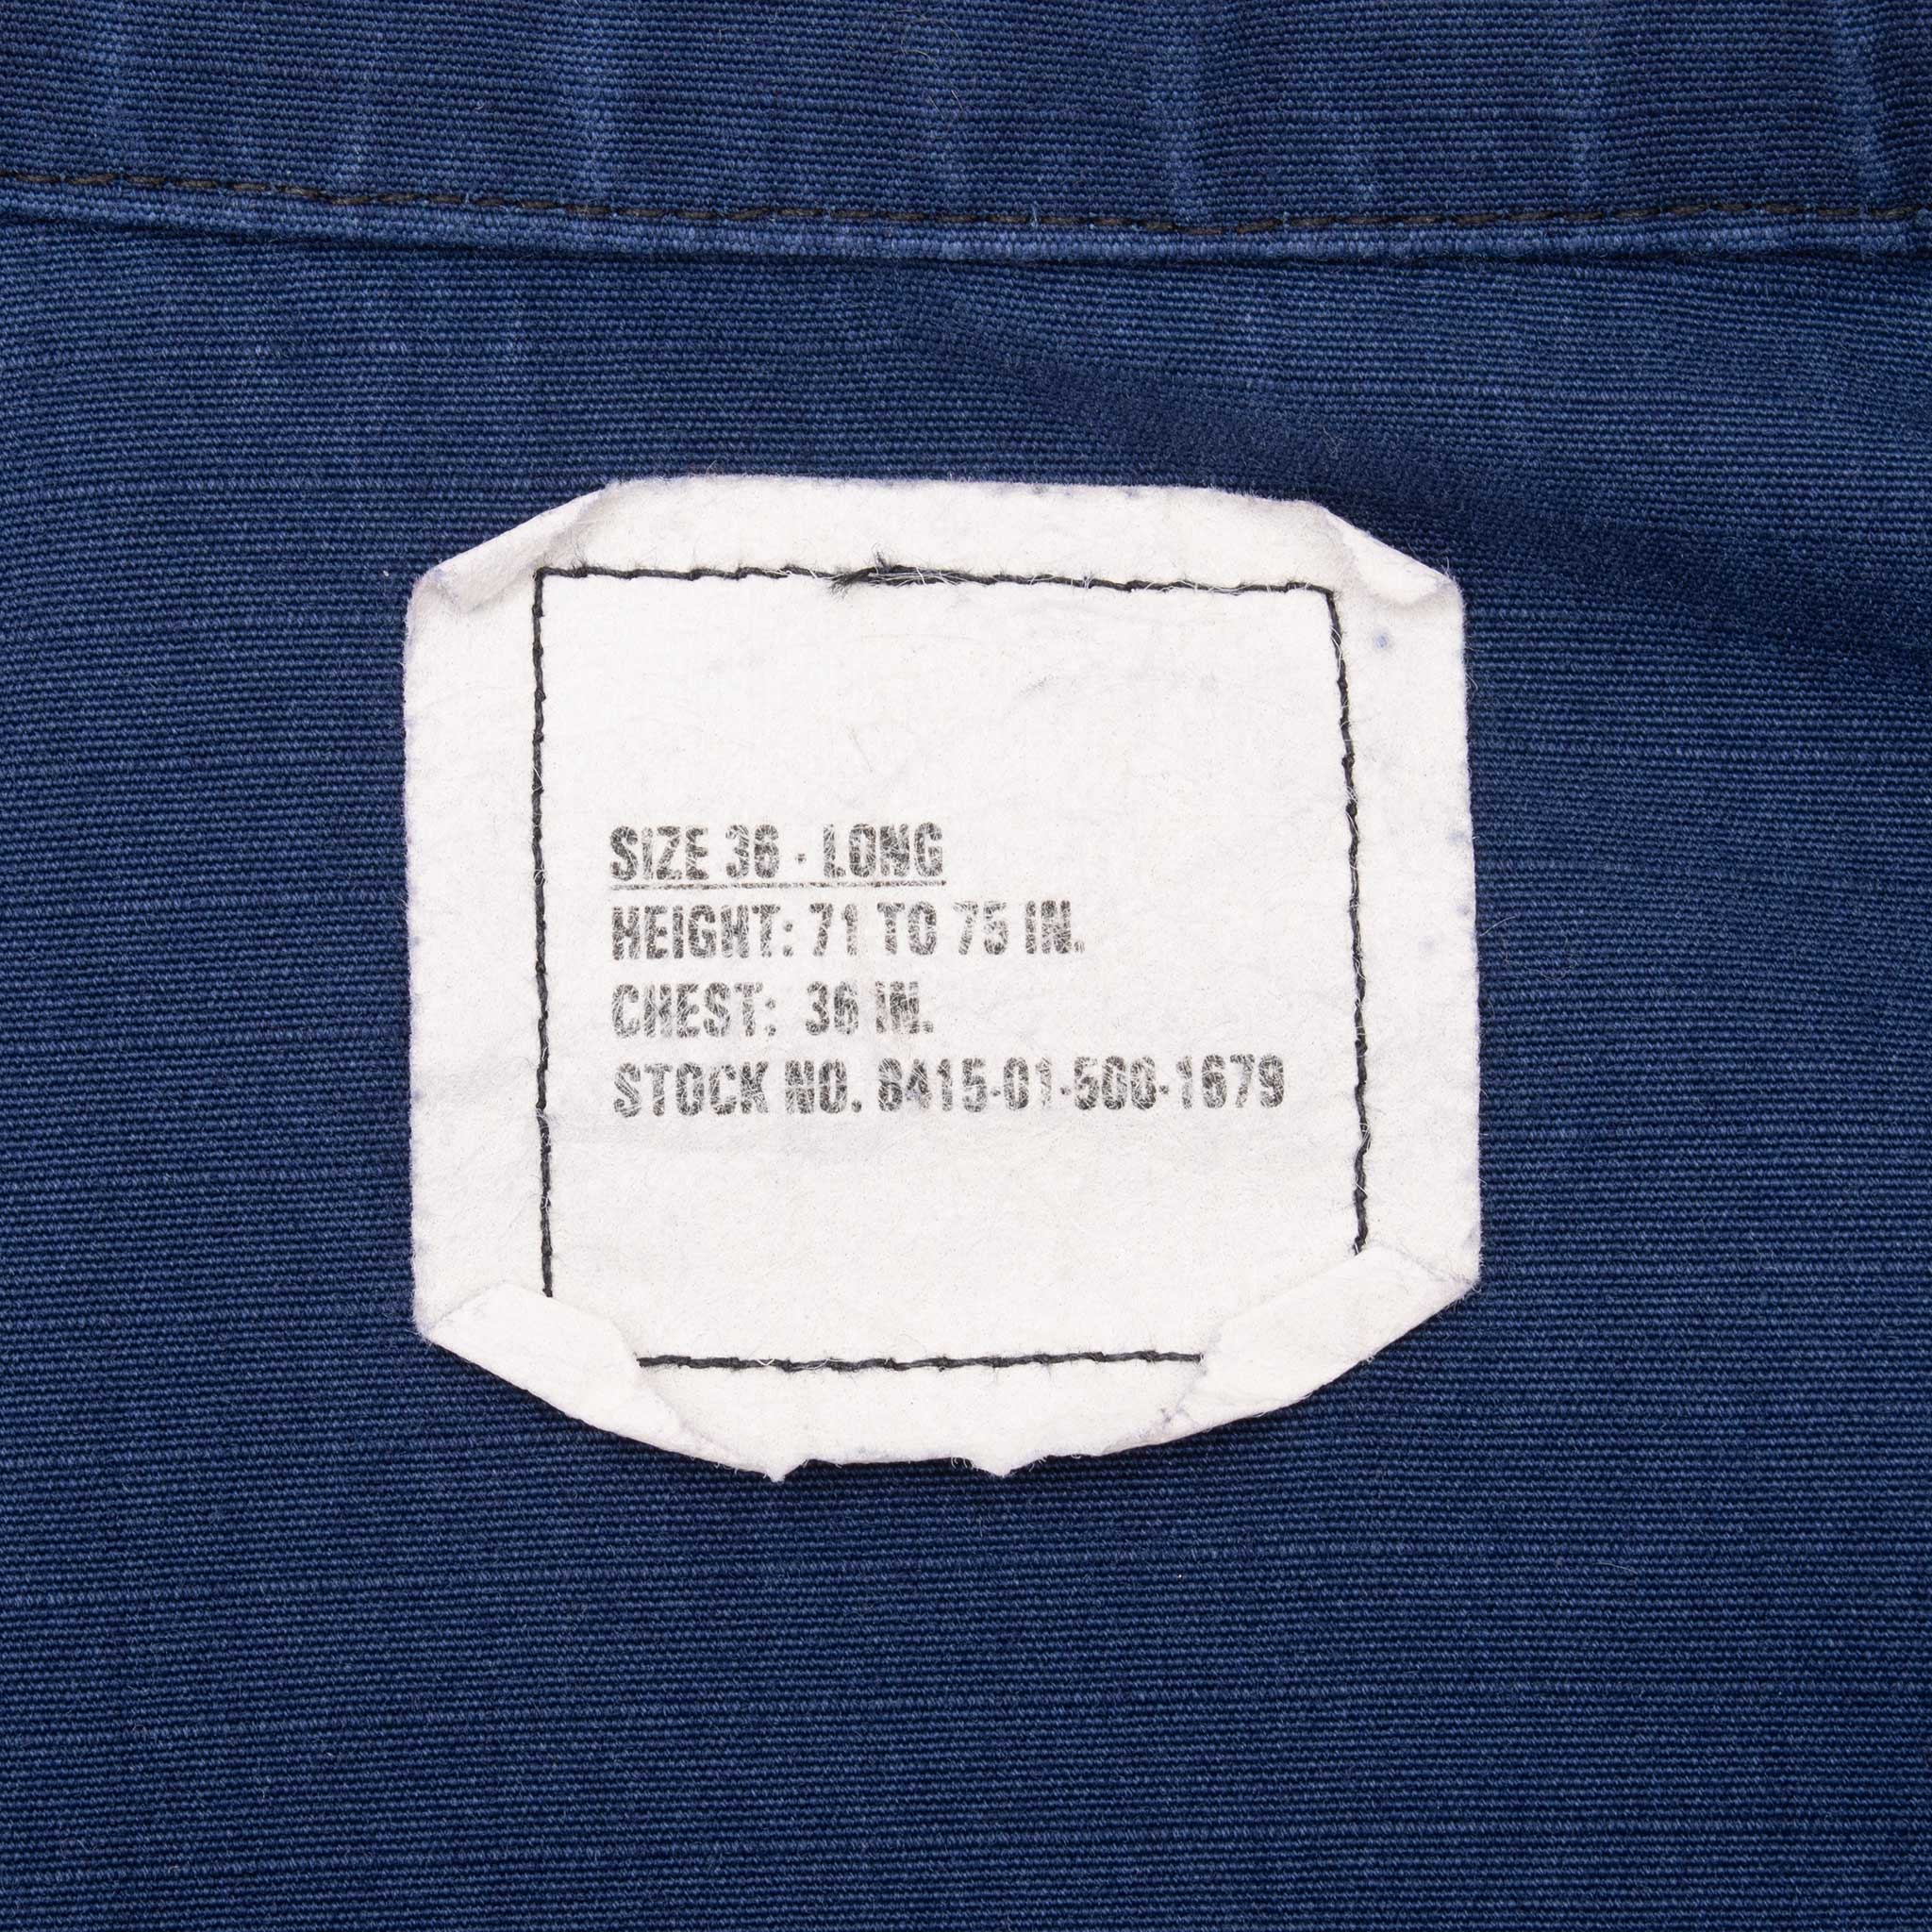 SIZE 36 - LONG
HEIGHT: 71 TO 75 IN.
CHEST: 36 IN.
STOCK NO. 8415-01-500-1679